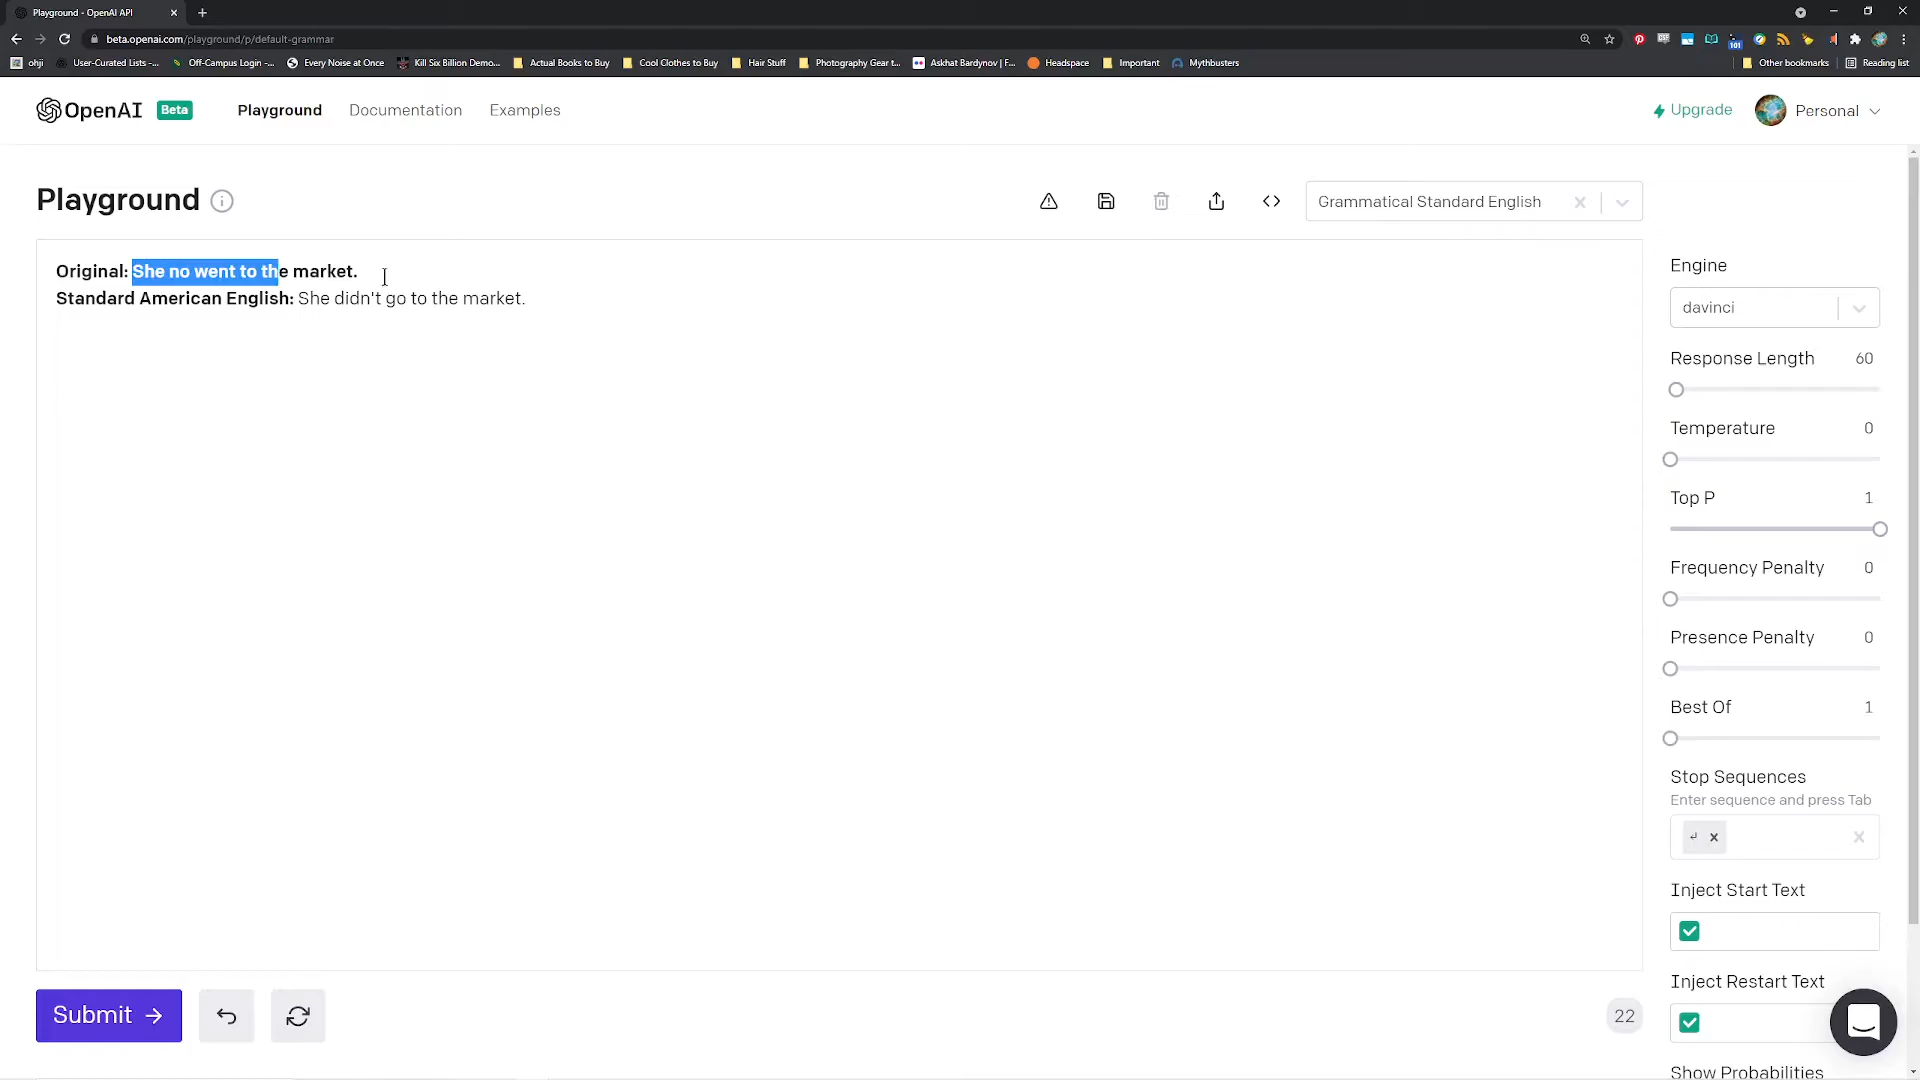 Playground - OpenAI API
beta.openai.com/playground/p/default-grammar
101
ohji
User-Curated Lists -...
Off-Campus Login -...
Every Noise at Once
Kill Six Billion Demo...
Actual Books to Buy
Cool Clothes to Buy
Hair Stuff
Photography Gear t...
Askhat Bardynov | F...
Headspace
Important
Mythbusters
Other bookmarks
Reading list
OpenAI Beta
Playground
Documentation
Examples
Upgrade
Personal
Playground
Grammatical Standard English
Original: She no went to the market.
Standard American English: She didn't go to the market.
Engine
davinci
Response Length 60
Temperature 0
Top P 1
Frequency Penalty 0
Presence Penalty 0
Best Of 1
Stop Sequences
Enter sequence and press Tab
↵
Inject Start Text
Inject Restart Text
Show Probabilities
Submit →
22